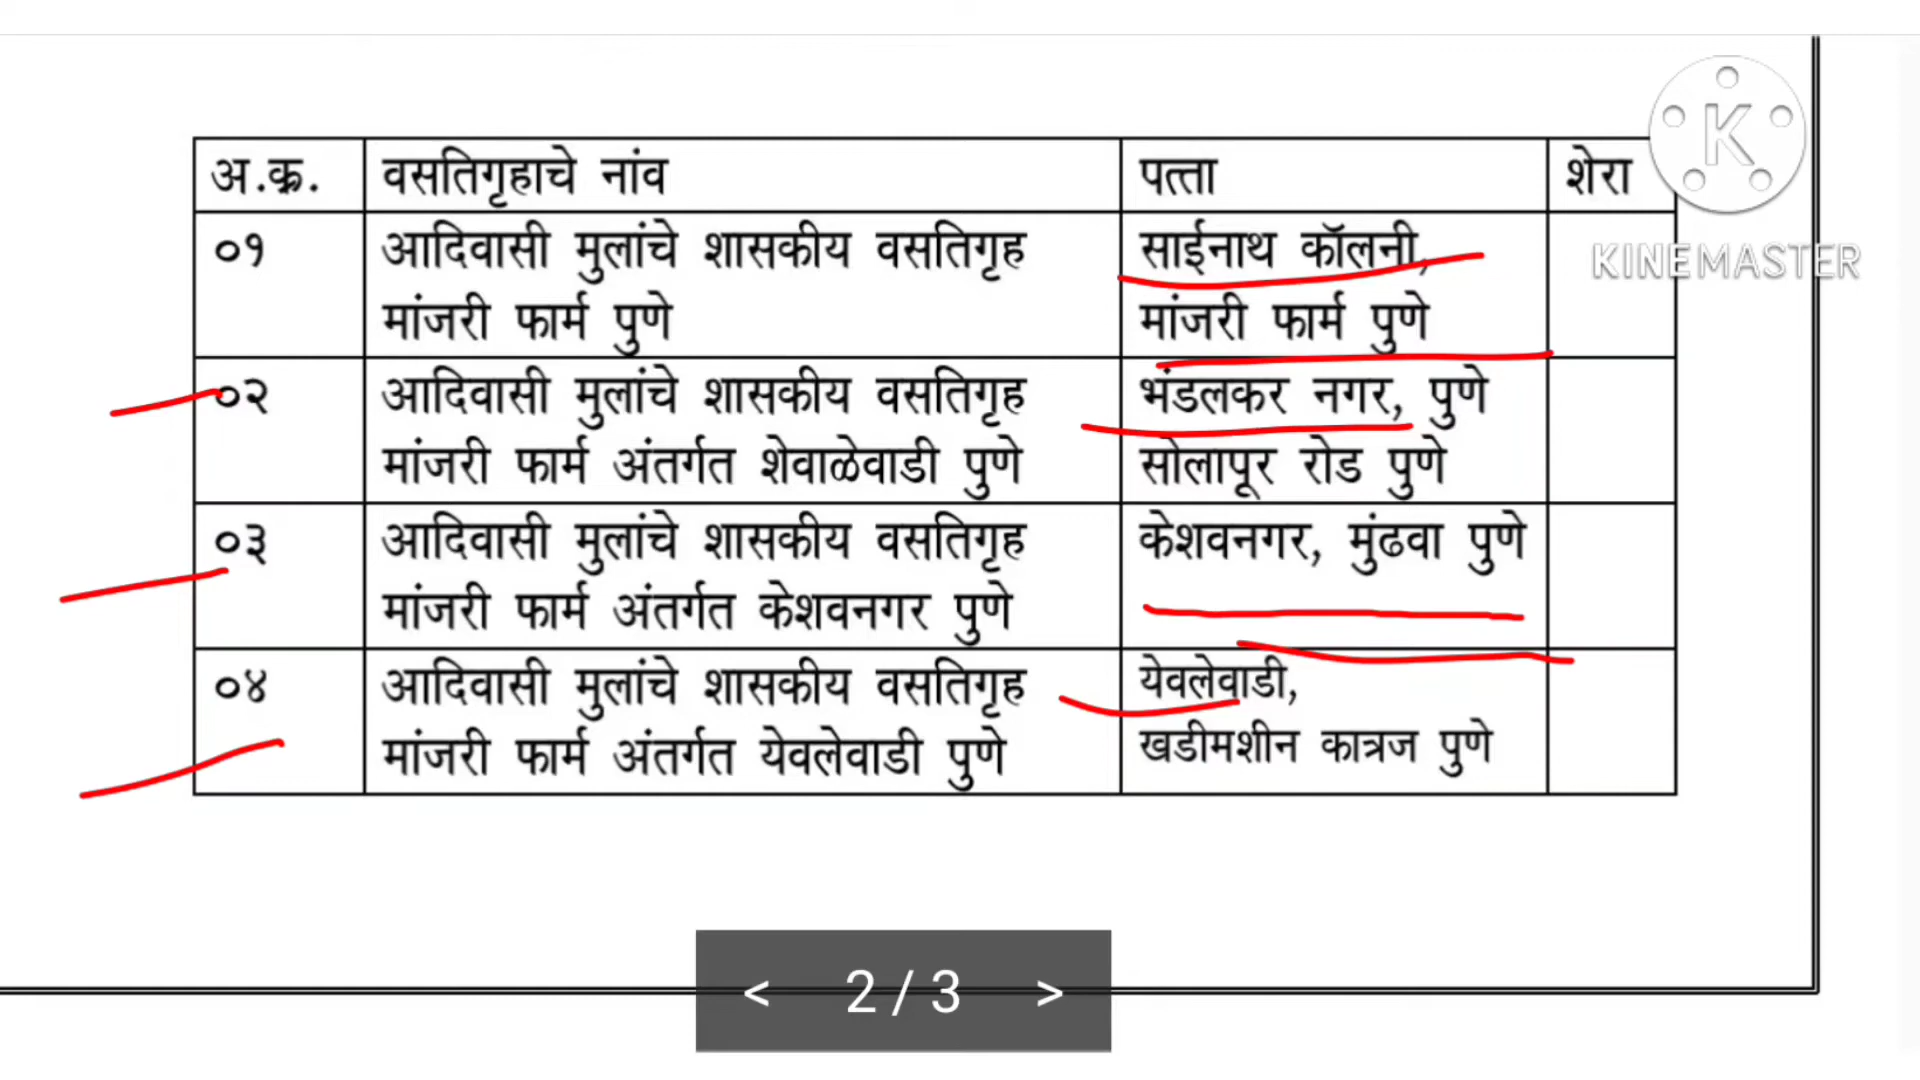 अ.क्र. वसतिगृहाचे नांव पत्ता शेरा
०१ आदिवासी मुलांचे शासकीय वसतिगृह साईनाथ कॉलनी,
मांजरी फार्म पुणे मांजरी फार्म पुणे
०२ आदिवासी मुलांचे शासकीय वसतिगृह भंडलकर नगर, पुणे
मांजरी फार्म अंतर्गत शेवाळेवाडी पुणे सोलापूर रोड पुणे
०३ आदिवासी मुलांचे शासकीय वसतिगृह केशवनगर, मुंढवा पुणे
मांजरी फार्म अंतर्गत केशवनगर पुणे
०४ आदिवासी मुलांचे शासकीय वसतिगृह येवलेवाडी,
मांजरी फार्म अंतर्गत येवलेवाडी पुणे खडीमशीन कात्रज पुणे
K
KINEMASTER
< 2 / 3 >